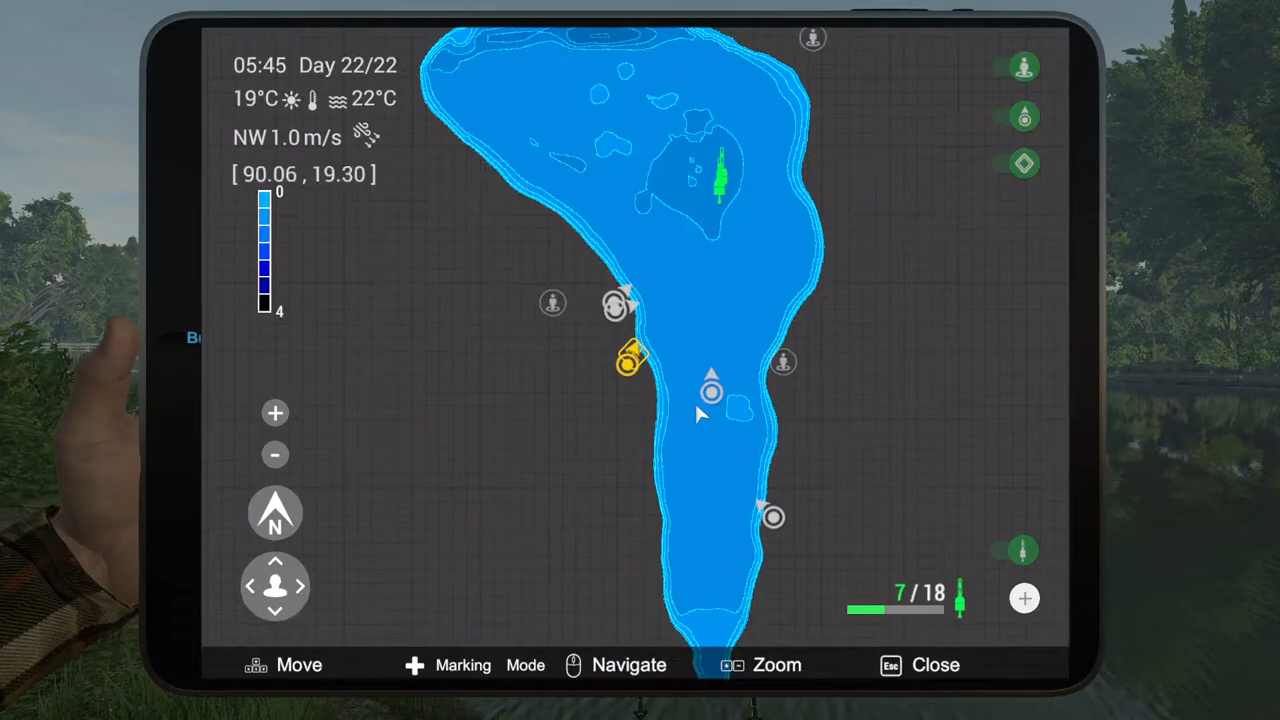 05:45 Day 22/22
19°C 22°C
NW 1.0 m/s
[ 90.06 , 19.30 ]
0
4
+
-
N
7 / 18
Move Marking Mode Navigate Zoom Esc Close